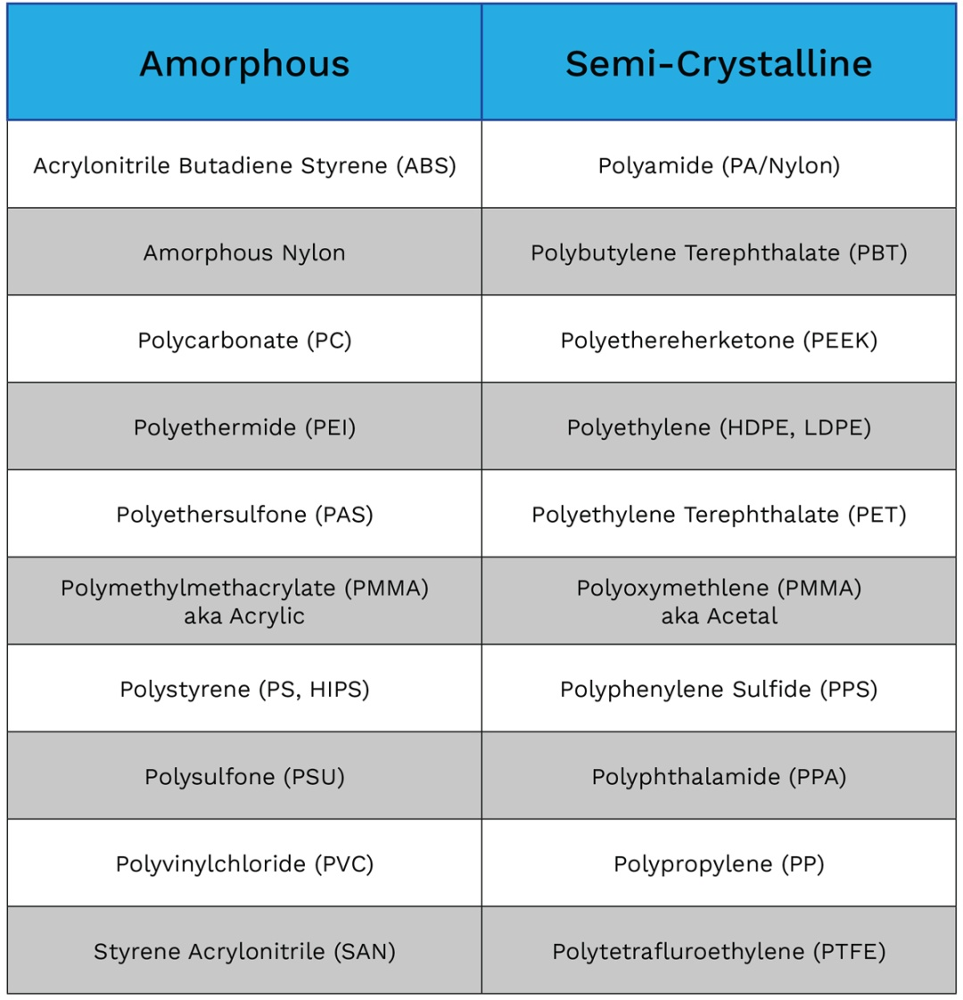 Amorphous
Semi-Crystalline
Acrylonitrile Butadiene Styrene (ABS)
Polyamide (PA/Nylon)
Amorphous Nylon
Polybutylene Terephthalate (PBT)
Polycarbonate (PC)
Polyethereherketone (PEEK)
Polyethermide (PEI)
Polyethylene (HDPE, LDPE)
Polyethersulfone (PAS)
Polyethylene Terephthalate (PET)
Polymethylmethacrylate (PMMA)
aka Acrylic
Polyoxymethlene (PMMA)
aka Acetal
Polystyrene (PS, HIPS)
Polyphenylene Sulfide (PPS)
Polysulfone (PSU)
Polyphthalamide (PPA)
Polyvinylchloride (PVC)
Polypropylene (PP)
Styrene Acrylonitrile (SAN)
Polytetrafluroethylene (PTFE)